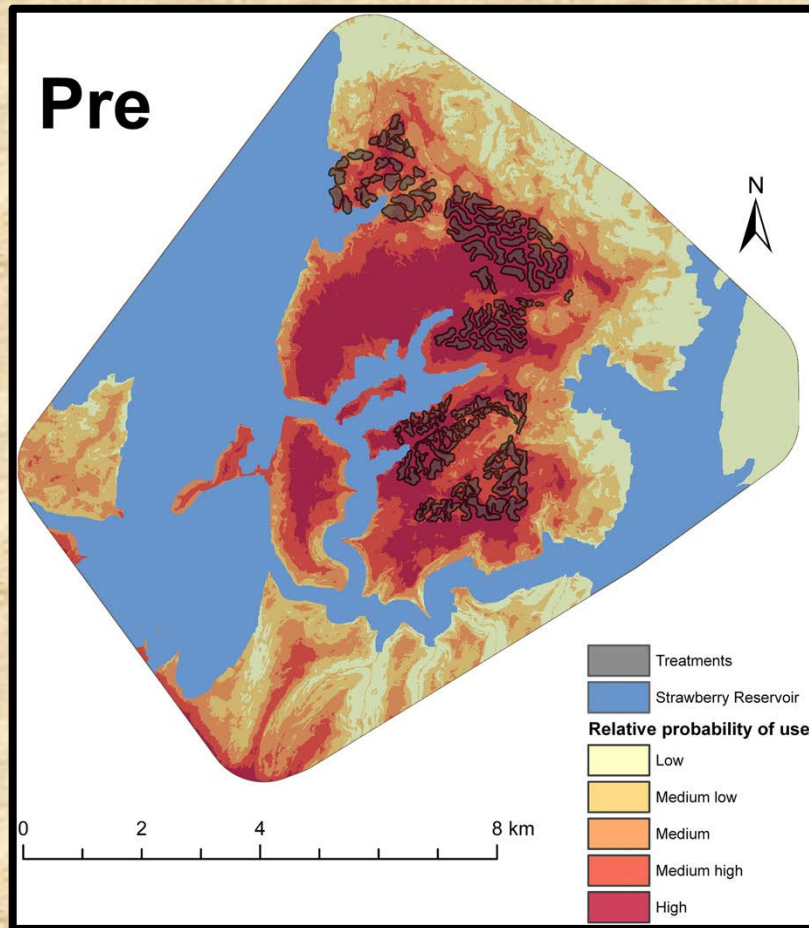 Pre
N
Treatments
Strawberry Reservoir
Relative probability of use
Low
Medium low
Medium
Medium high
High
0 2 4 8 km